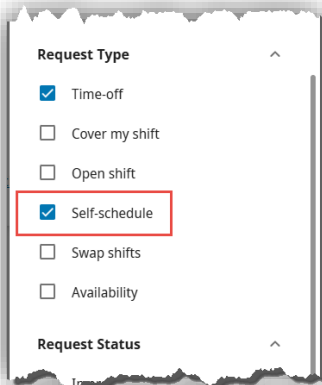 Request Type
Time-off
Cover my shift
Open shift
Self-schedule
Swap shifts
Availability
Request Status